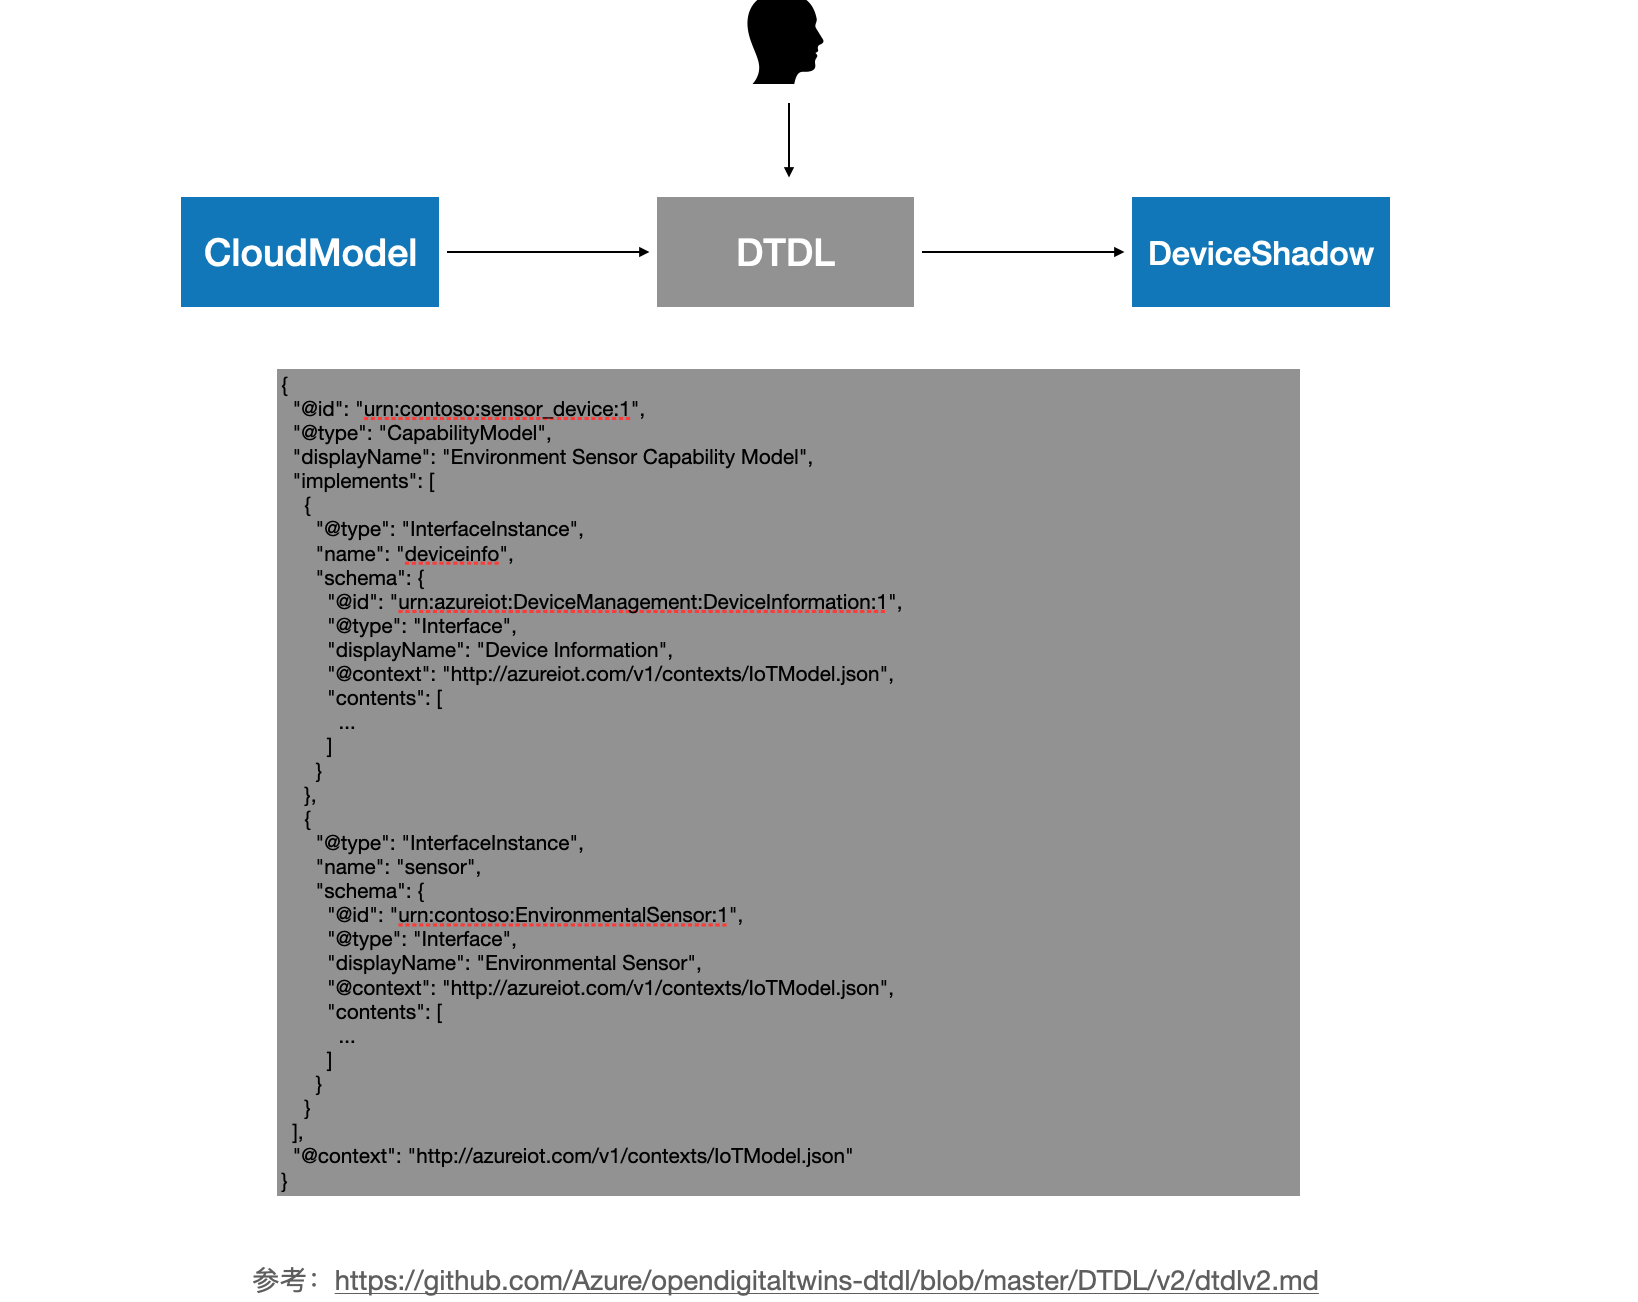 CloudModel
DTDL
DeviceShadow
{
"@id": "urn:contoso:sensor_device:1",
"@type": "CapabilityModel",
"displayName": "Environment Sensor Capability Model",
"implements": [
{
"@type": "InterfaceInstance",
"name": "deviceinfo",
"schema": {
"@id": "urn:azureiot:DeviceManagement:DeviceInformation:1",
"@type": "Interface",
"displayName": "Device Information",
"@context": "http://azureiot.com/v1/contexts/IoTModel.json",
"contents": [
...
]
}
},
{
"@type": "InterfaceInstance",
"name": "sensor",
"schema": {
"@id": "urn:contoso:EnvironmentalSensor:1",
"@type": "Interface",
"displayName": "Environmental Sensor",
"@context": "http://azureiot.com/v1/contexts/IoTModel.json",
"contents": [
...
]
}
}
],
"@context": "http://azureiot.com/v1/contexts/IoTModel.json"
}
参考：https://github.com/Azure/opendigitaltwins-dtdl/blob/master/DTDL/v2/dtdlv2.md